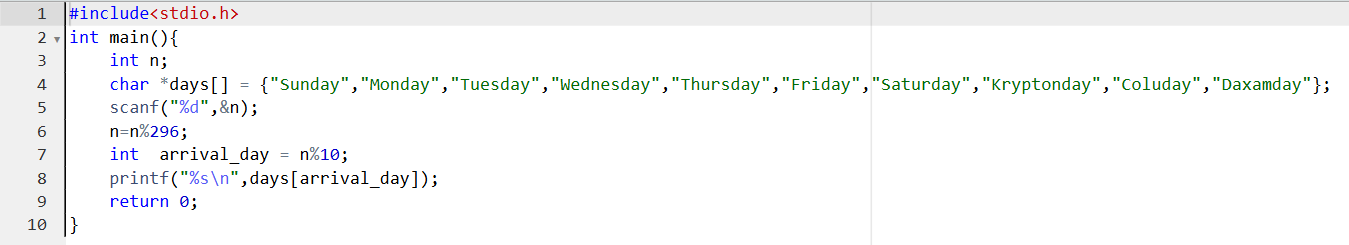 1 #include<stdio.h>
2 int main(){
3     int n;
4     char *days[] = {"Sunday","Monday","Tuesday","Wednesday","Thursday","Friday","Saturday","Kryptonday","Coluday","Daxamday"};
5     scanf("%d",&n);
6     n=n%296;
7     int  arrival_day = n%10;
8     printf("%s\n",days[arrival_day]);
9     return 0;
10 }